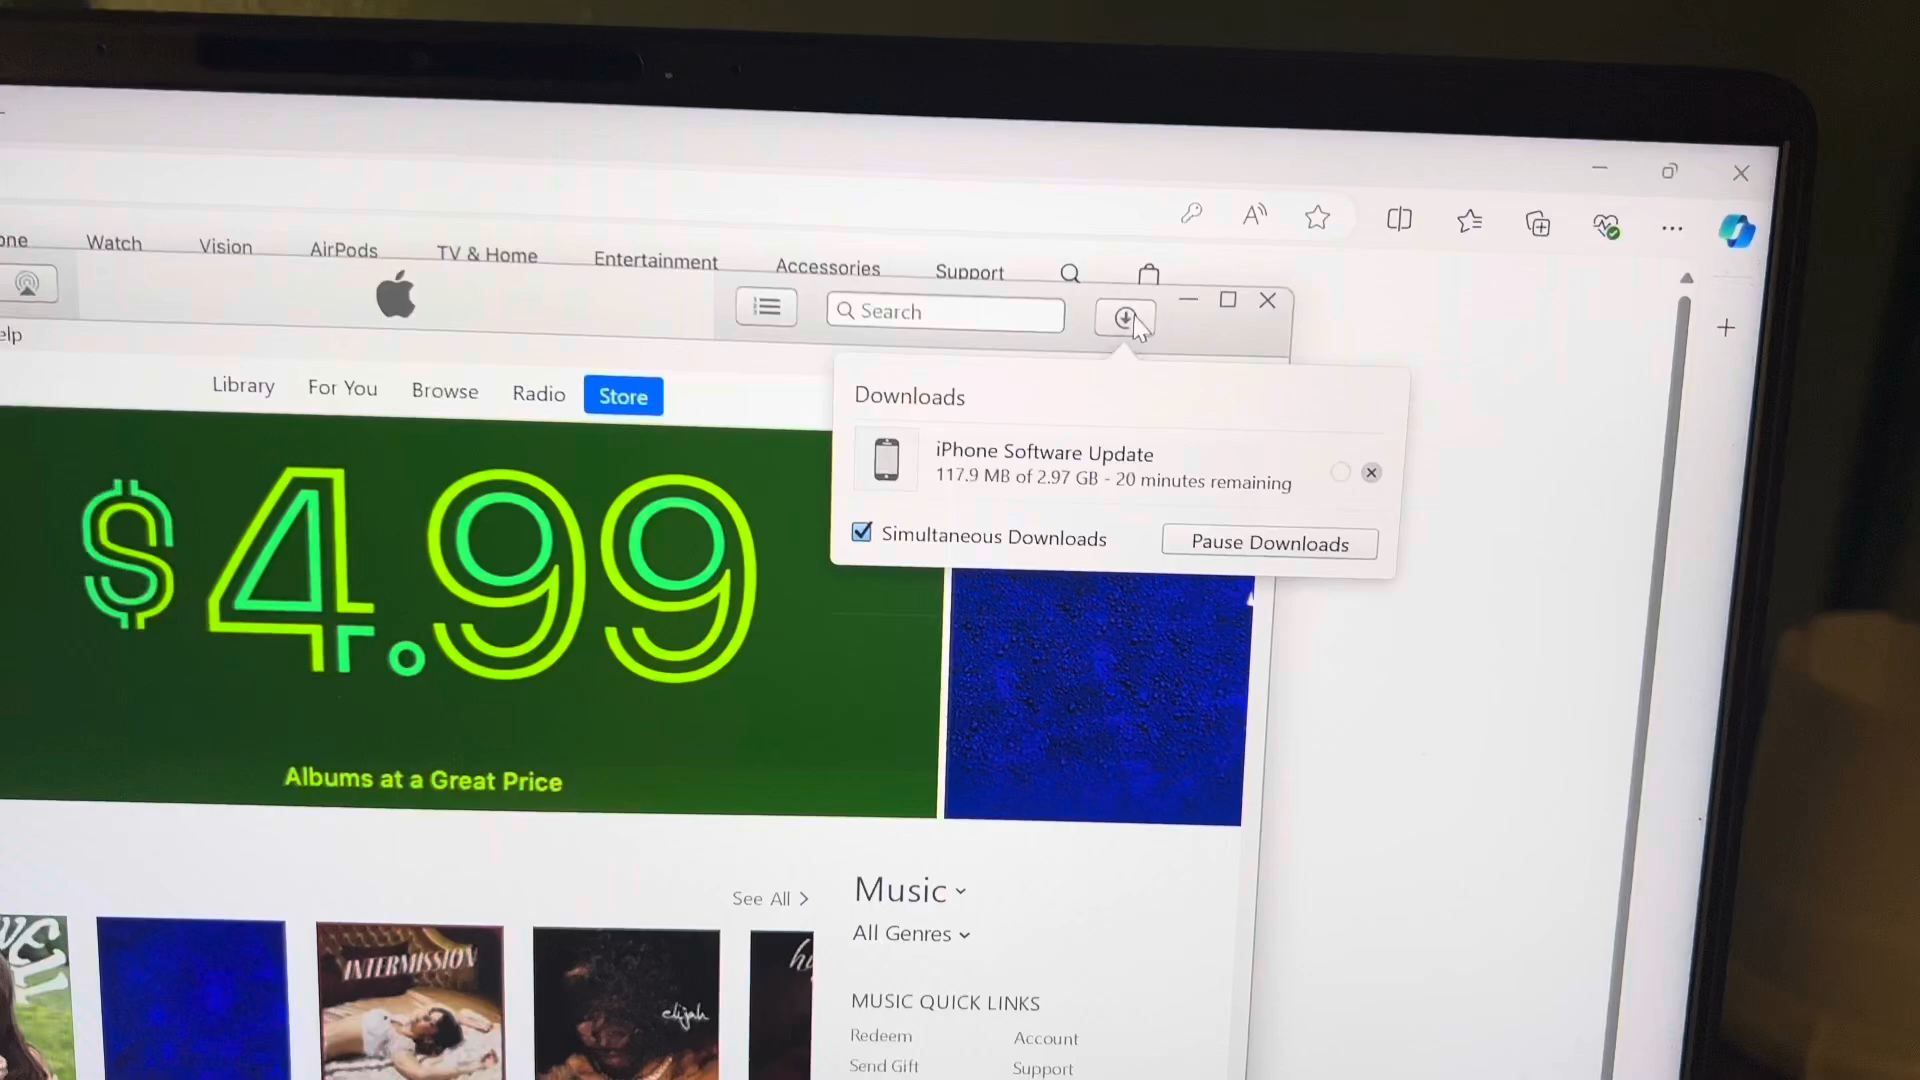 Watch
Vision
AirPods
TV & Home
Entertainment
Accessories
Support
Search
elp
Library
For You
Browse
Radio
Store
Downloads
iPhone Software Update
117.9 MB of 2.97 GB - 20 minutes remaining
Simultaneous Downloads
Pause Downloads
$4.99
Albums at a Great Price
See All >
Music
All Genres
INTERMISSION
elijah
MUSIC QUICK LINKS
Redeem
Account
Send Gift
Support